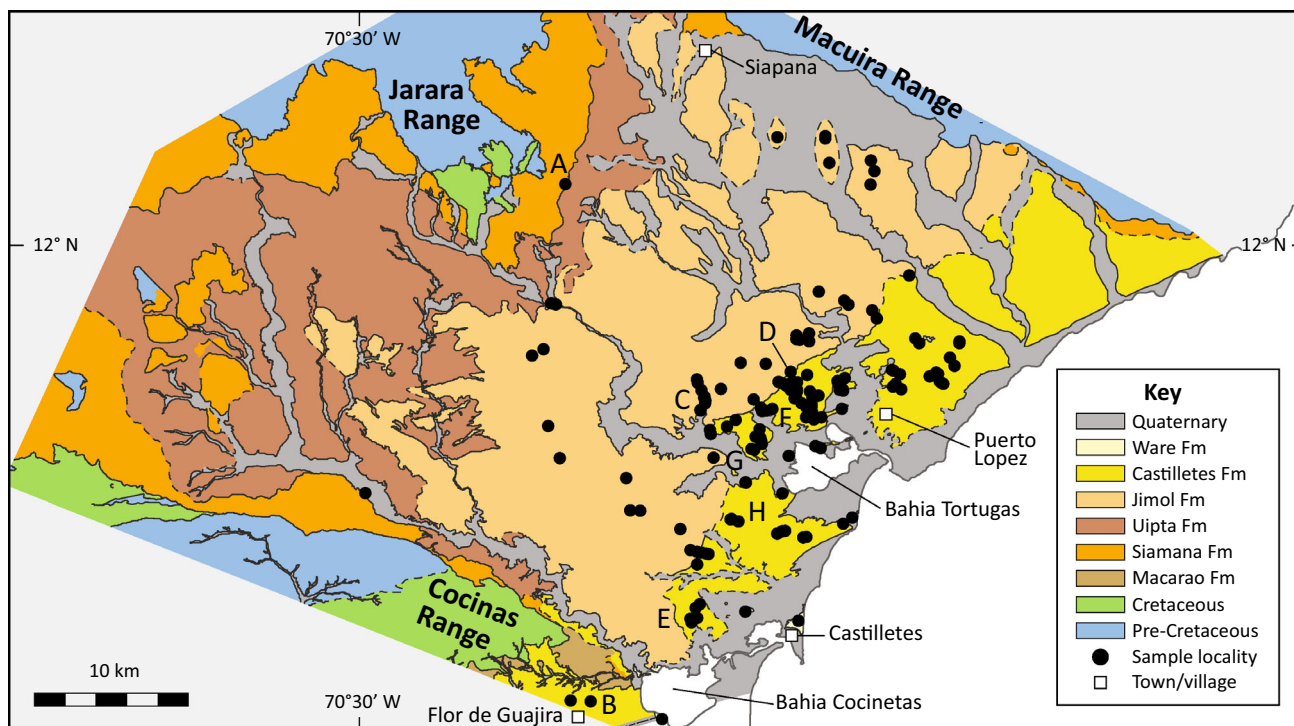 70°30' W
Siapana
Macuira Range
Jarara
Range
A
12° N
12° N
D
C
F
G
Puerto
Lopez
Bahia Tortugas
H
E
Cocinas
Range
Castilletes
B
Bahia Cocinetas
Flor de Guajira
70°30' W
10 km
Key
Quaternary
Ware Fm
Castilletes Fm
Jimol Fm
Uipta Fm
Siamana Fm
Macarao Fm
Cretaceous
Pre-Cretaceous
Sample locality
Town/village